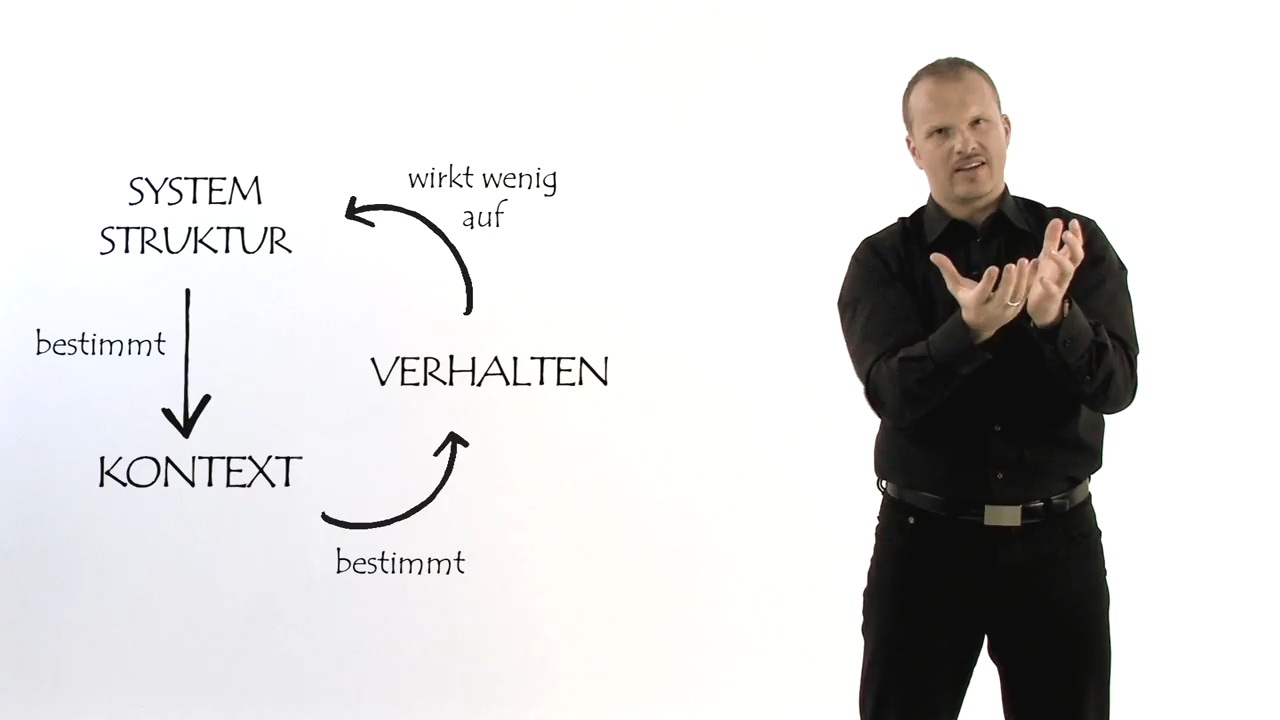 SYSTEM
STRUKTUR
bestimmt
KONTEXT
bestimmt
VERHALTEN
wirkt wenig
auf